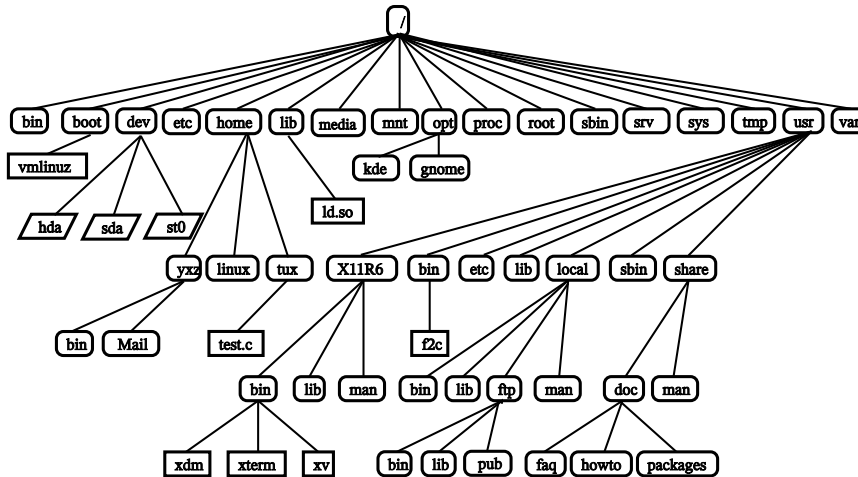 /
bin boot dev etc home lib media mnt opt proc root sbin srv sys tmp usr var
vmlinuz kde gnome
hda sda st0 ld.so
yxz linux tux X11R6 bin etc lib local sbin share
bin Mail test.c f2c
bin lib man bin lib ftp man doc man
xdm xterm xv bin lib pub faq howto packages